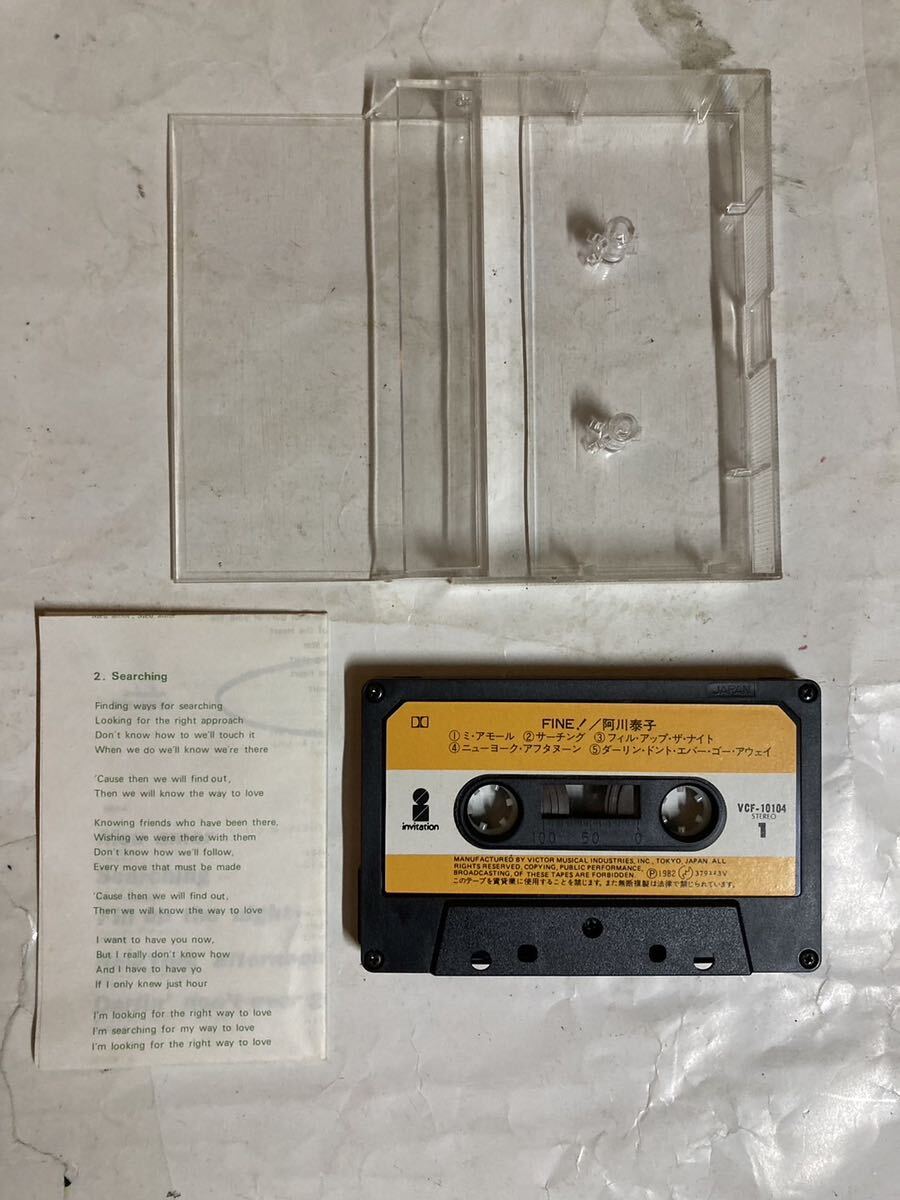 2. Searching
Finding ways for searching
Looking for the right approach
Don't know how to we'll touch it
When we do we'll know we're there
'Cause then we will find out,
Then we will know the way to love
Knowing friends who have been there,
Wishing we were there with them
Don't know how we'll follow,
Every move that must be made
'Cause then we will find out,
Then we will know the way to love
I want to have you now,
But I really don't know how
And I have to have yo
If I only knew just hour
I'm looking for the right way to love
I'm searching for my way to love
I'm looking for the right way to love
JAPAN
FINE!/阿川泰子
①ミ・アモール ②サーチング ③フィル・アップ・ザ・ナイト
④ニューヨーク・アフタヌーン ⑤ダーリン・ドント・エバー・ゴー・アウェイ
invitation
100 50 0
VCF-10104
STEREO
1
MANUFACTURED BY VICTOR MUSICAL INDUSTRIES, INC., TOKYO, JAPAN. ALL
RIGHTS RESERVED, COPYING, PUBLIC PERFORMANCE,
BROADCASTING, OF THESE TAPES ARE FORBIDDEN.
Ⓟ1982
このテープを賃貸業に使用することを禁じます。また無断複製は法律で禁じられています。